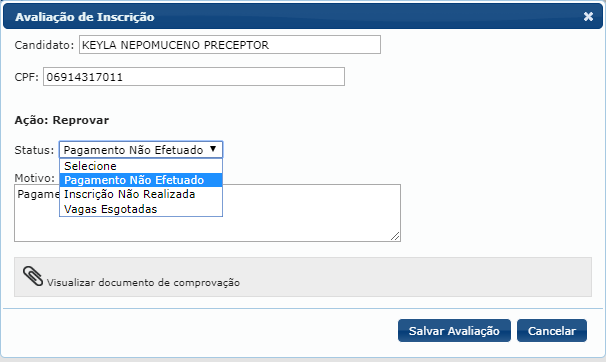 Avaliação de Inscrição
Candidato: KEYLA NEPOMUCENO PRECEPTOR
CPF: 06914317011
Ação: Reprovar
Status: Pagamento Não Efetuado
Selecione
Pagamento Não Efetuado
Inscrição Não Realizada
Vagas Esgotadas
Motivo:
Visualizar documento de comprovação
Salvar Avaliação Cancelar